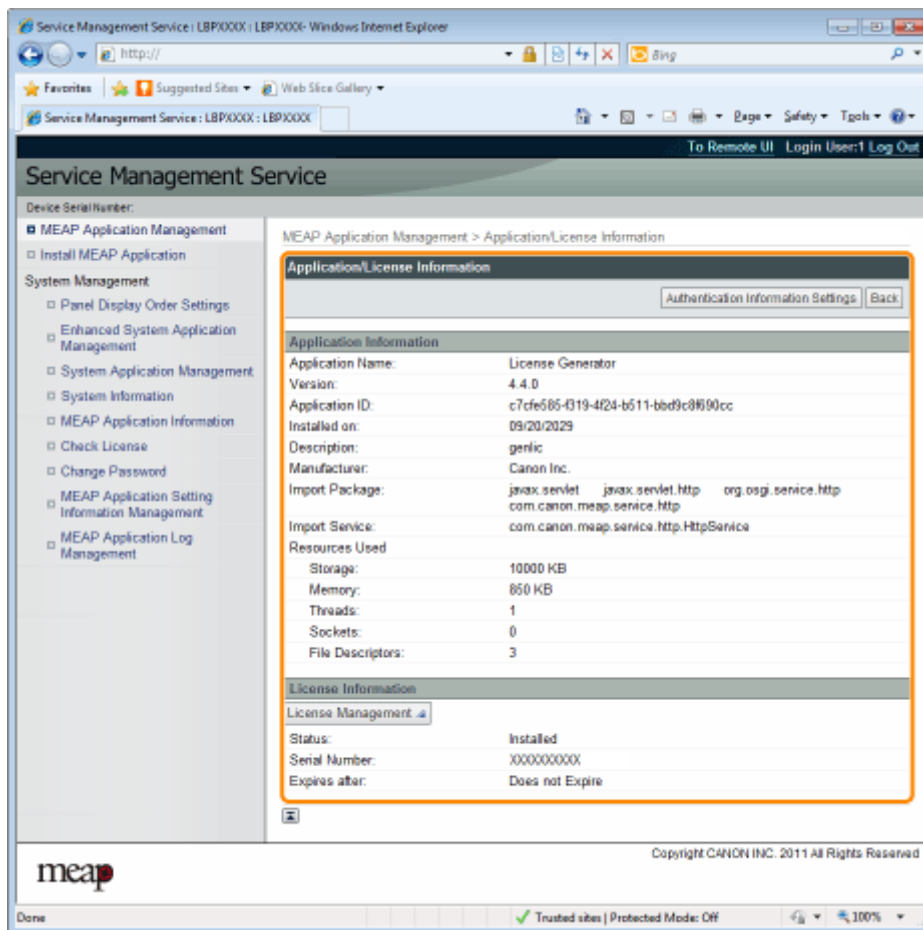 Service Management Service : LBPXXXX : LBPXXXX- Windows Internet Explorer
http://
Bing
Favorites Suggested Sites Web Slice Gallery
Service Management Service : LBPXXXX : LBPXXXX
Page Safety Tools
To Remote UI Login User:1 Log Out
Service Management Service
Device Serial Number:
MEAP Application Management
Install MEAP Application
System Management
Panel Display Order Settings
Enhanced System Application
Management
System Application Management
System Information
MEAP Application Information
Check License
Change Password
MEAP Application Setting
Information Management
MEAP Application Log
Management
MEAP Application Management > Application/License Information
Application/License Information
Authentication Information Settings Back
Application Information
Application Name: License Generator
Version: 4.4.0
Application ID: c7cfe585-f319-4f24-b511-bbd9c8f690cc
Installed on: 09/20/2029
Description: genlic
Manufacturer: Canon Inc.
Import Package: javax.servlet javax.servlet.http org.osgi.service.http
com.canon.meap.service.http
Import Service: com.canon.meap.service.http.HttpService
Resources Used
Storage: 10000 KB
Memory: 850 KB
Threads: 1
Sockets: 0
File Descriptors: 3
License Information
License Management
Status: Installed
Serial Number: XXXXXXXXXX
Expires after: Does not Expire
Copyright CANON INC. 2011 All Rights Reserved
meap
Done
Trusted sites | Protected Mode: Off
100%